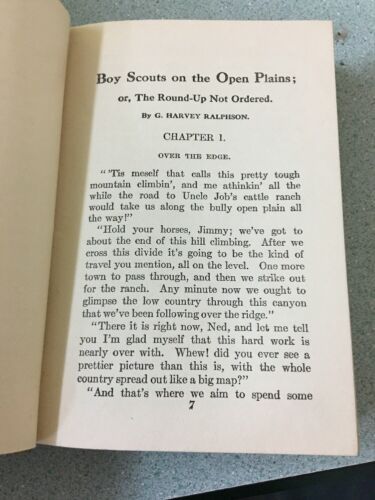 Boy Scouts on the Open Plains;
or, The Round-Up Not Ordered.
By G. HARVEY RALPHSON.
CHAPTER I.
OVER THE EDGE.
"'Tis meself that calls this pretty tough
mountain climbin', and me athinkin' all the
while the road to Uncle Job's cattle ranch
would take us along the bully open plain all
the way!"
"Hold your horses, Jimmy; we've got to
about the end of this hill climbing. After we
cross this divide it's going to be the kind of
travel you mention, all on the level. One more
town to pass through, and then we strike out
for the ranch. Any minute now we ought to
glimpse the low country through this canyon
that we've been following over the ridge."
"There it is right now, Ned, and let me tell
you I'm glad myself that this hard work is
nearly over with. Whew! did you ever see a
prettier picture than this is, with the whole
country spread out like a big map?"
"And that's where we aim to spend some
7